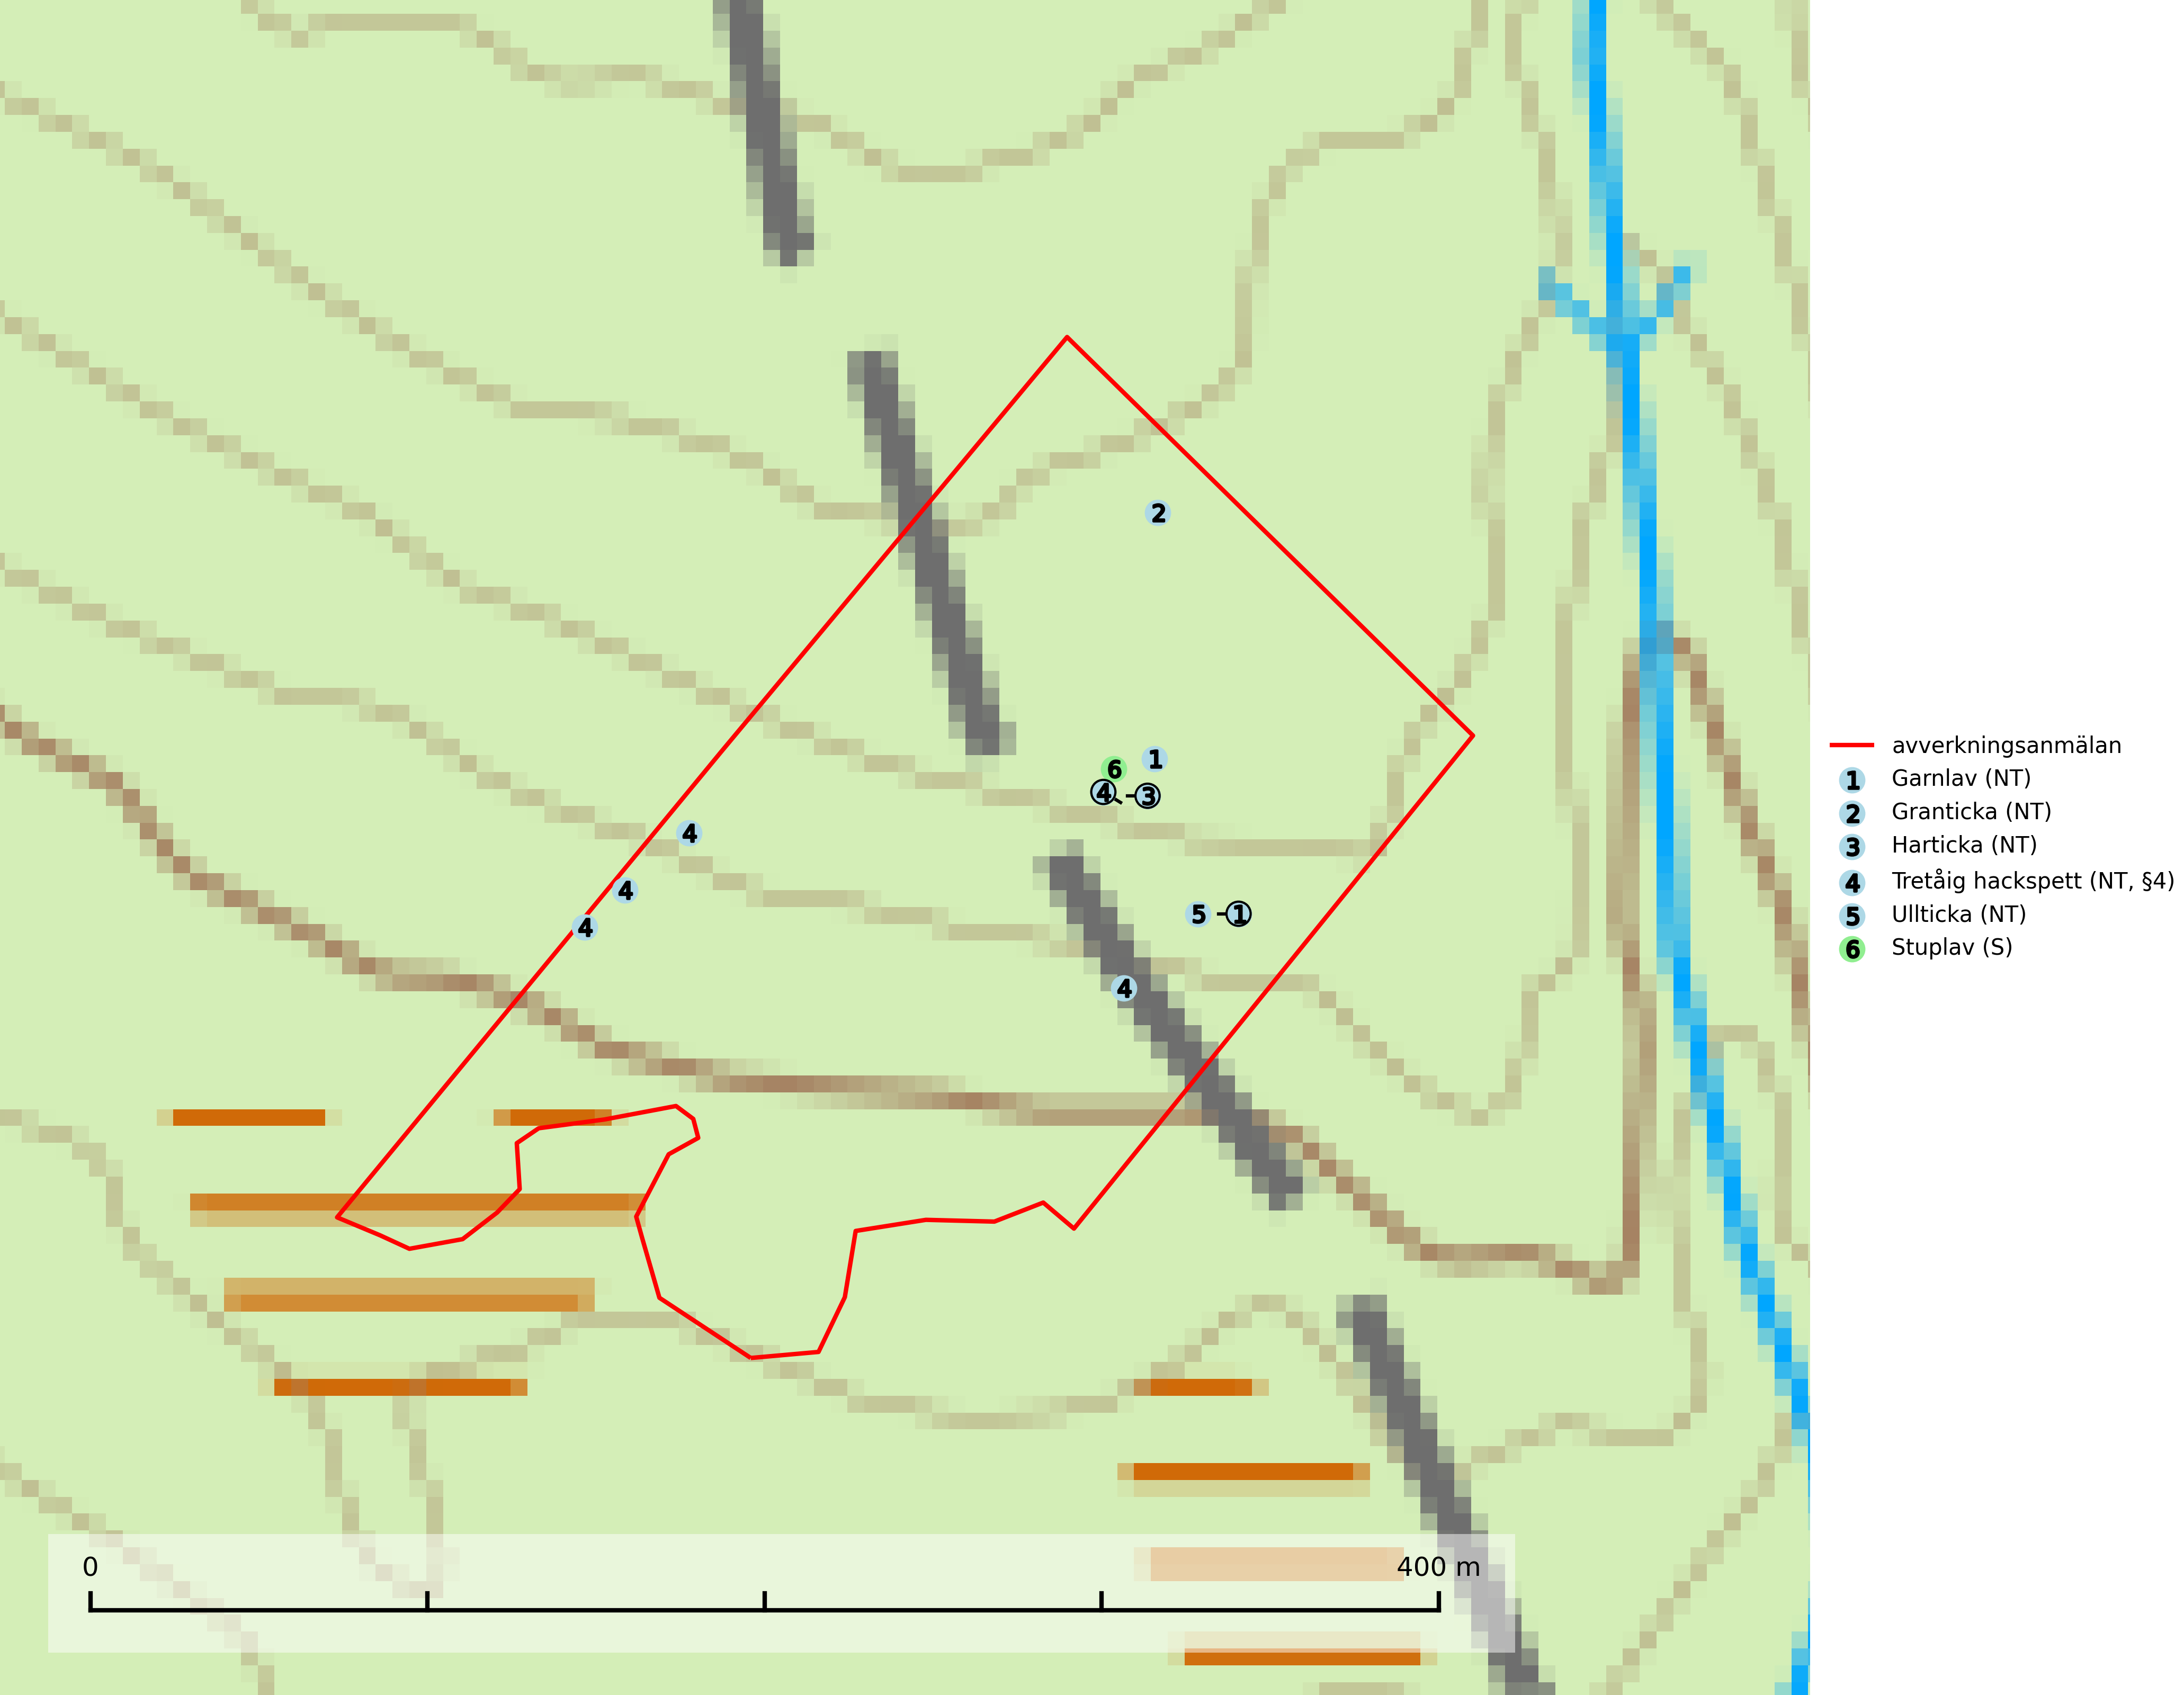 2
6 1
4 3
4
4
5 1
4
4
avverkningsanmälan
1 Garnlav (NT)
2 Granticka (NT)
3 Harticka (NT)
4 Tretåig hackspett (NT, §4)
5 Ullticka (NT)
6 Stuplav (S)
0 400 m